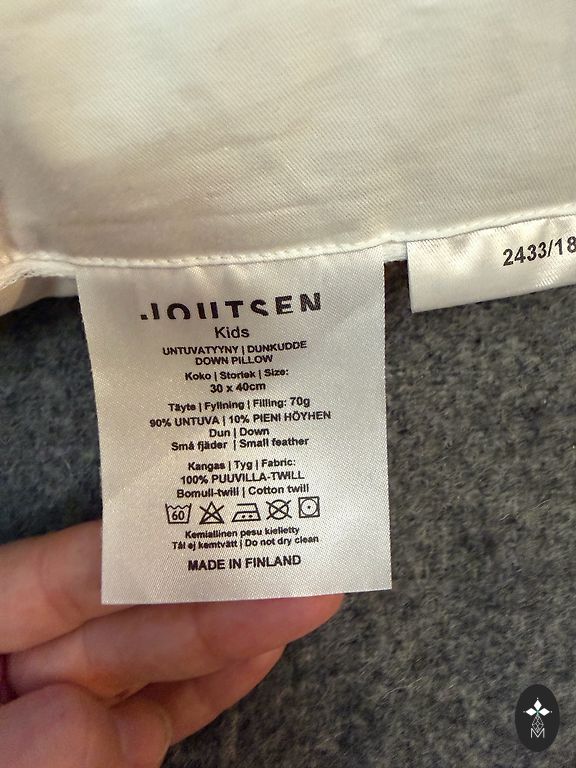 JOUTSEN
Kids
UNTUVATYYNY | DUNKUDDE
DOWN PILLOW
Koko | Storlek | Size:
30 x 40cm
Täyte | Fyllning | Filling: 70g
90% UNTUVA | 10% PIENI HÖYHEN
Dun | Down
Små fjäder | Small feather
Kangas | Tyg | Fabric:
100% PUUVILLA-TWILL
Bomull-twill | Cotton twill
60
Kemiallinen pesu kielletty
Tål ej kemtvätt | Do not dry clean
MADE IN FINLAND
2433/18
M